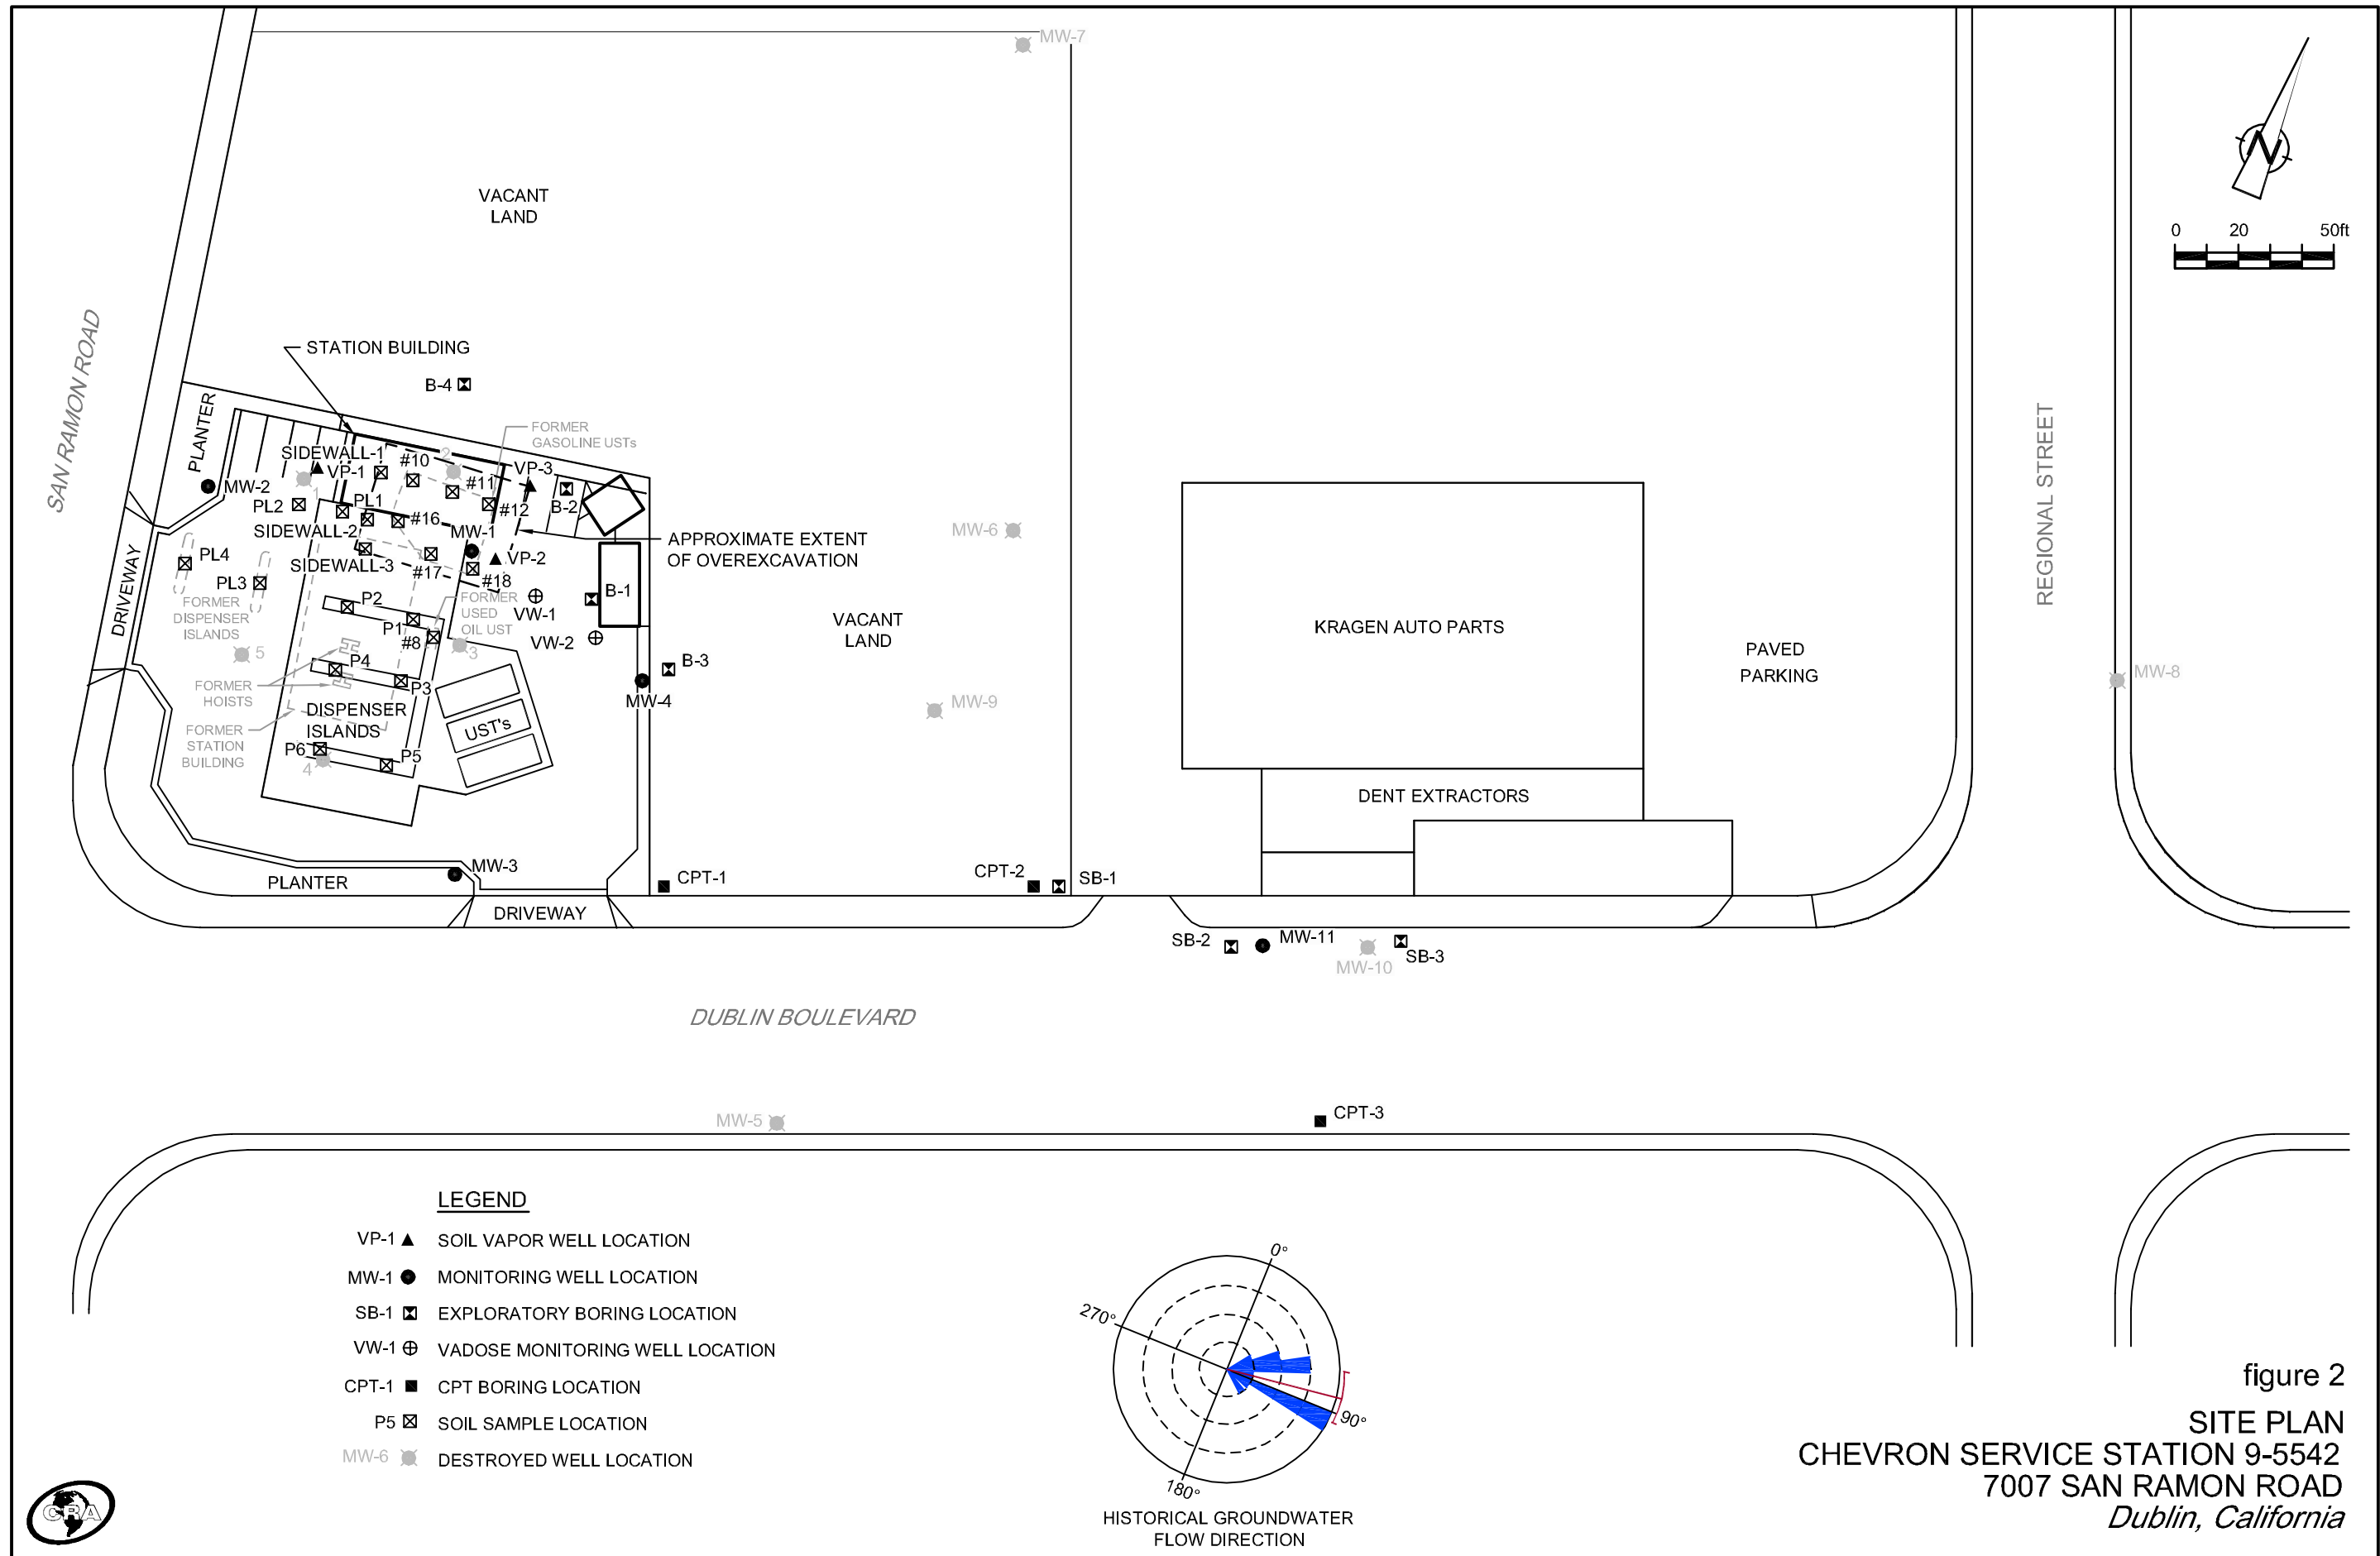 MW-7
N
0 20 50ft
VACANT
LAND
SAN RAMON ROAD
STATION BUILDING
B-4
PLANTER
FORMER
GASOLINE USTs
SIDEWALL-1
#10
2
VP-3
VP-1
#11
MW-2
1
PL2
PL1
#12
B-2
SIDEWALL-2
#16
MW-1
MW-6
APPROXIMATE EXTENT
OF OVEREXCAVATION
PL4
SIDEWALL-3
VP-2
PL3
#17
#18
B-1
DRIVEWAY
FORMER
DISPENSER
ISLANDS
P2
FORMER
USED
OIL UST
VW-1
P1
#8
VW-2
3
5
P4
B-3
FORMER
HOISTS
P3
MW-4
VACANT
LAND
MW-9
DISPENSER
ISLANDS
UST's
FORMER
STATION
BUILDING
P6
P5
4
KRAGEN AUTO PARTS
PAVED
PARKING
REGIONAL STREET
MW-8
DENT EXTRACTORS
MW-3
PLANTER
CPT-1
CPT-2
SB-1
DRIVEWAY
SB-2
MW-11
MW-10
SB-3
DUBLIN BOULEVARD
MW-5
CPT-3
LEGEND
VP-1 SOIL VAPOR WELL LOCATION
MW-1 MONITORING WELL LOCATION
SB-1 EXPLORATORY BORING LOCATION
VW-1 VADOSE MONITORING WELL LOCATION
CPT-1 CPT BORING LOCATION
P5 SOIL SAMPLE LOCATION
MW-6 DESTROYED WELL LOCATION
0°
270°
90°
180°
HISTORICAL GROUNDWATER
FLOW DIRECTION
CRA
figure 2
SITE PLAN
CHEVRON SERVICE STATION 9-5542
7007 SAN RAMON ROAD
Dublin, California